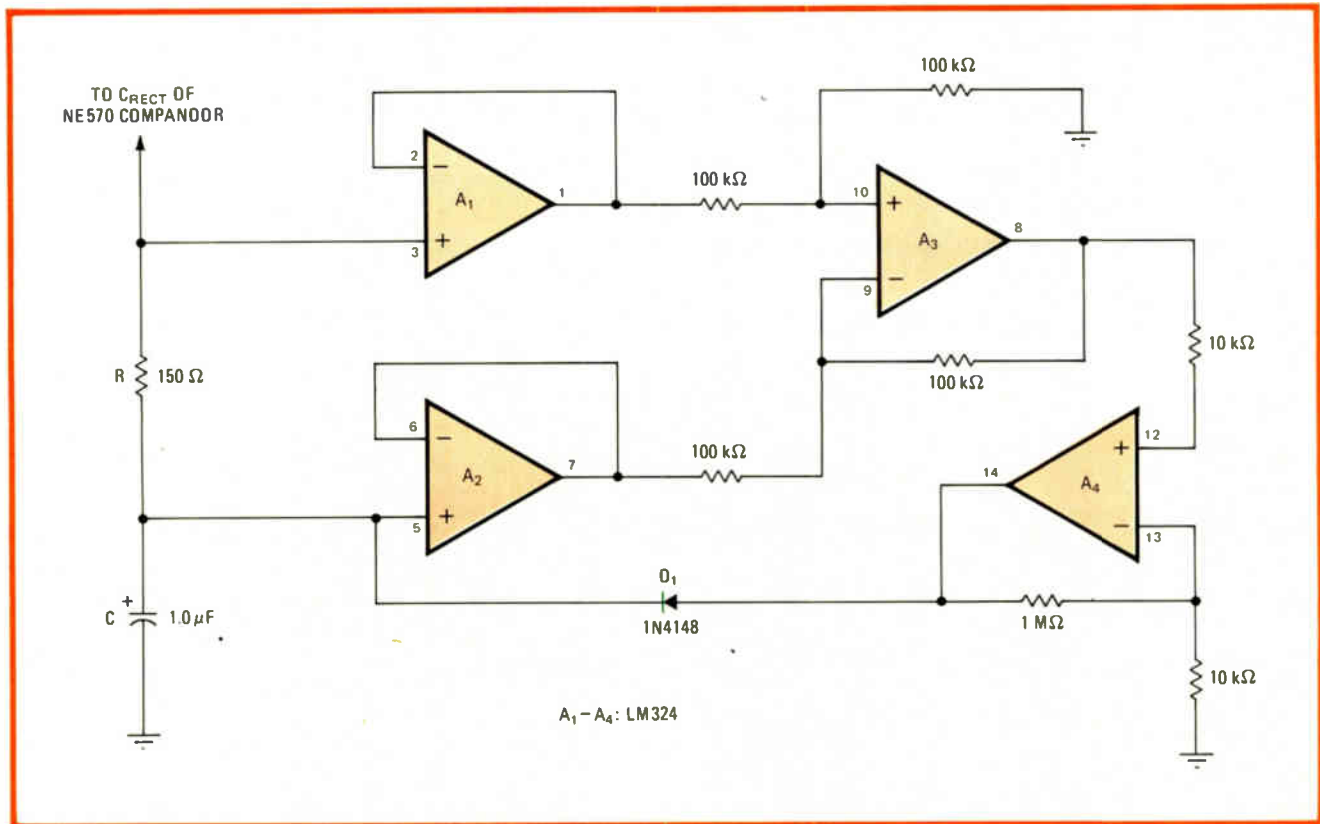 TO CRECT OF
NE570 COMPANDOR
100 kΩ
2
−
A1
1
+
3
100 kΩ
10
+
A3
8
−
9
R
150 Ω
100 kΩ
10 kΩ
6
−
A2
7
+
5
100 kΩ
12
+
14
A4
−
13
D1
1N4148
1 MΩ
+
C
1.0 µF
10 kΩ
A1−A4: LM324